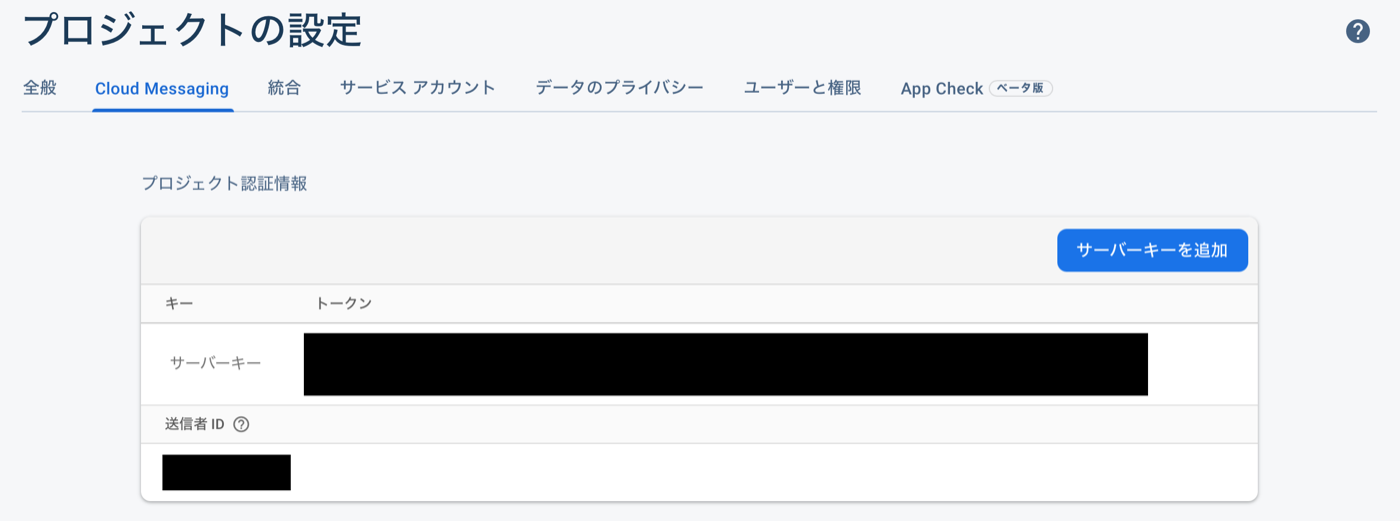 プロジェクトの設定
全般 Cloud Messaging 統合 サービス アカウント データのプライバシー ユーザーと権限 App Check ベータ版
プロジェクト認証情報
サーバーキーを追加
キー トークン
サーバーキー
送信者 ID